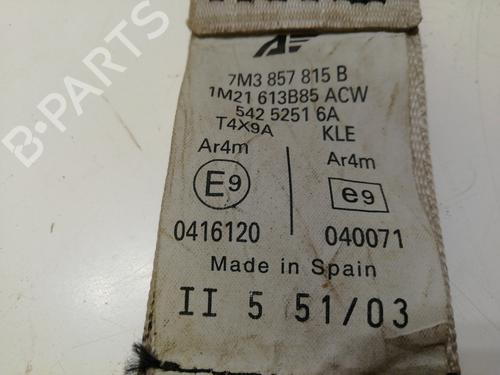 7M3 857 815 B
1M21 613B85 ACW
542 5251 6A
T4X9A KLE
Ar4m Ar4m
E9 e9
0416120 040071
Made in Spain
II 5 51/03
B-PARTS